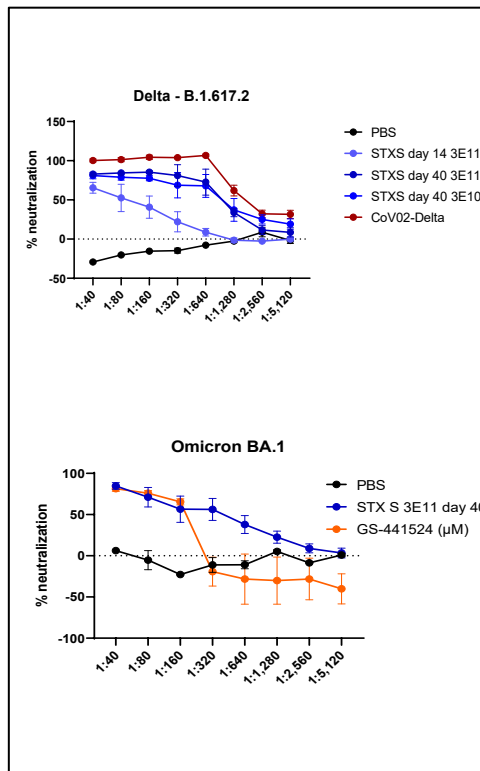 Delta - B.1.617.2
% neutralization
150
100
50
0
-50
1:40
1:80
1:160
1:320
1:640
1:1,280
1:2,560
1:5,120
PBS
STXS day 14 3E11
STXS day 40 3E11
STXS day 40 3E10
CoV02-Delta
Omicron BA.1
% neutralization
100
50
0
-50
-100
1:40
1:80
1:160
1:320
1:640
1:1,280
1:2,560
1:5,120
PBS
STX S 3E11 day 40
GS-441524 (µM)